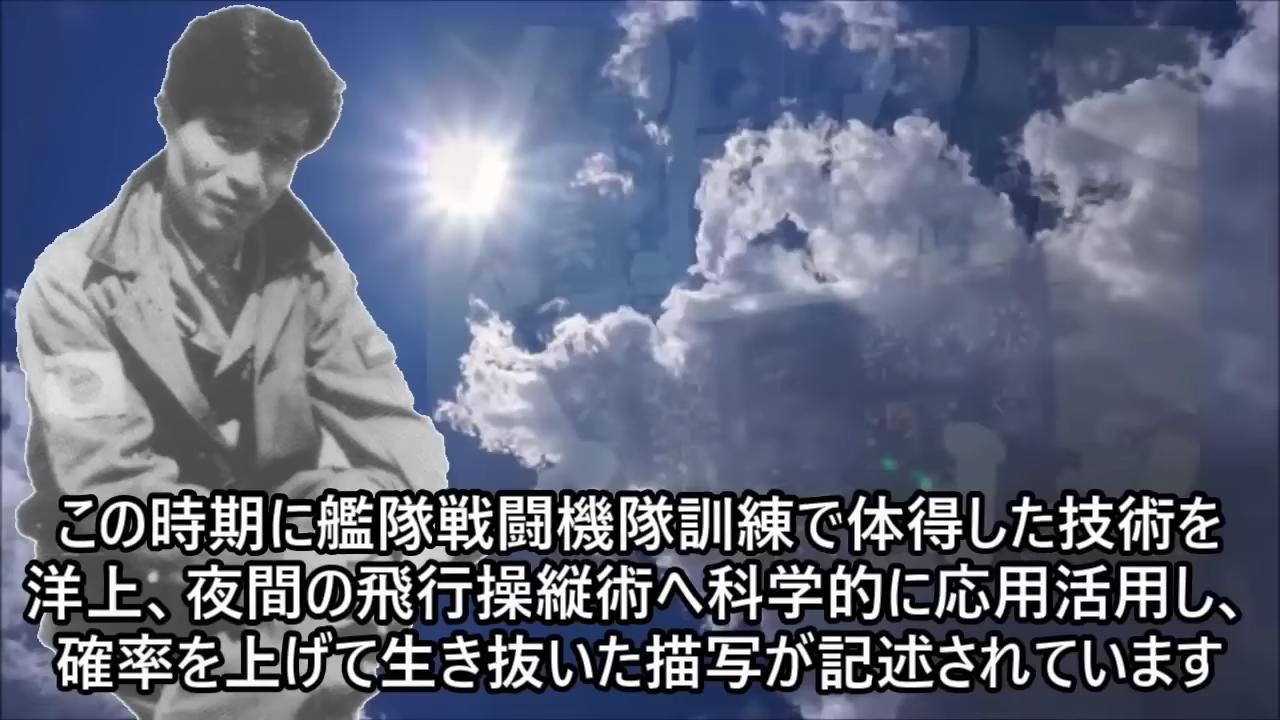 この時期に艦隊戦闘機隊訓練で体得した技術を
洋上、夜間の飛行操縦術へ科学的に応用活用し、
確率を上げて生き抜いた描写が記述されています